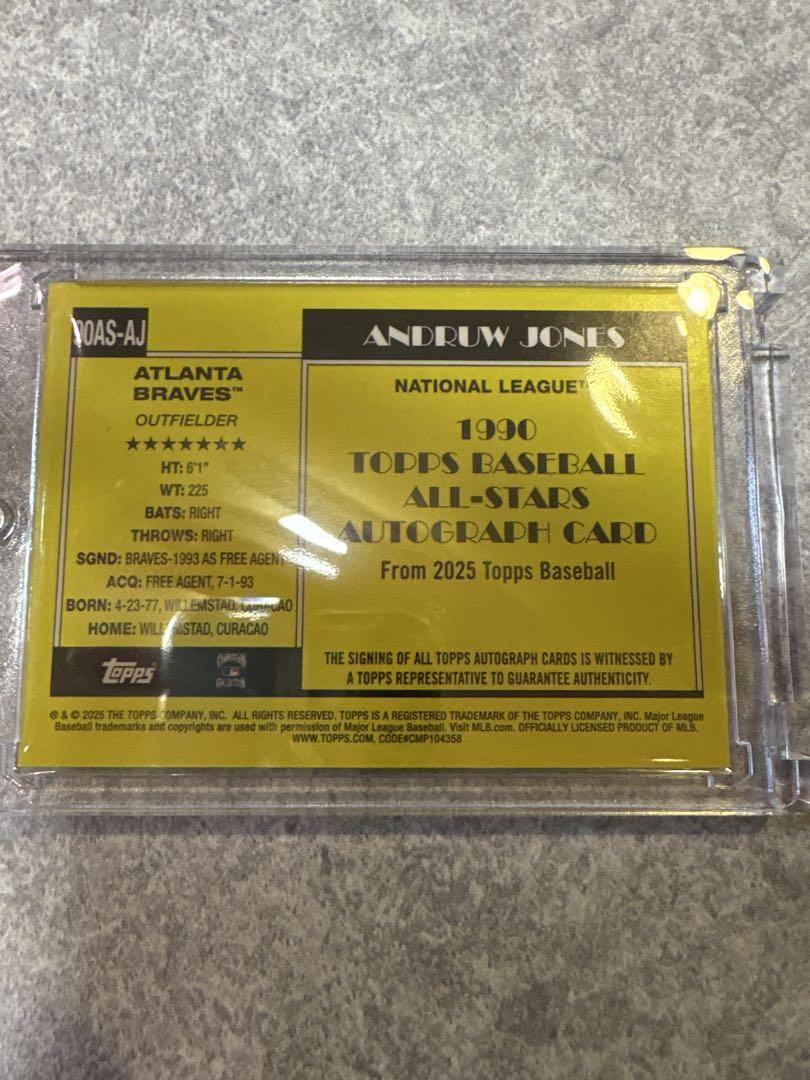 90AS-AJ
ATLANTA
BRAVES™
OUTFIELDER
★★★★★★★
HT: 6'1"
WT: 225
BATS: RIGHT
THROWS: RIGHT
SGND: BRAVES-1993 AS FREE AGENT
ACQ: FREE AGENT, 7-1-93
BORN: 4-23-77, WILLEMSTAD, CURACAO
HOME: WILLEMSTAD, CURACAO
topps
ANDRUW JONES
NATIONAL LEAGUE™
1990
TOPPS BASEBALL
ALL-STARS
AUTOGRAPH CARD
From 2025 Topps Baseball
THE SIGNING OF ALL TOPPS AUTOGRAPH CARDS IS WITNESSED BY
A TOPPS REPRESENTATIVE TO GUARANTEE AUTHENTICITY.
® & © 2025 THE TOPPS COMPANY, INC. ALL RIGHTS RESERVED. TOPPS IS A REGISTERED TRADEMARK OF THE TOPPS COMPANY, INC. Major League
Baseball trademarks and copyrights are used with permission of Major League Baseball. Visit MLB.com. OFFICIALLY LICENSED PRODUCT OF MLB.
WWW.TOPPS.COM. CODE#CMP104358